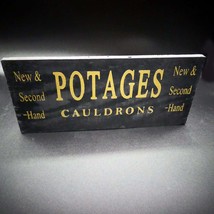 New &
Second
-Hand
POTAGES
CAULDRONS
New &
Second
-Hand